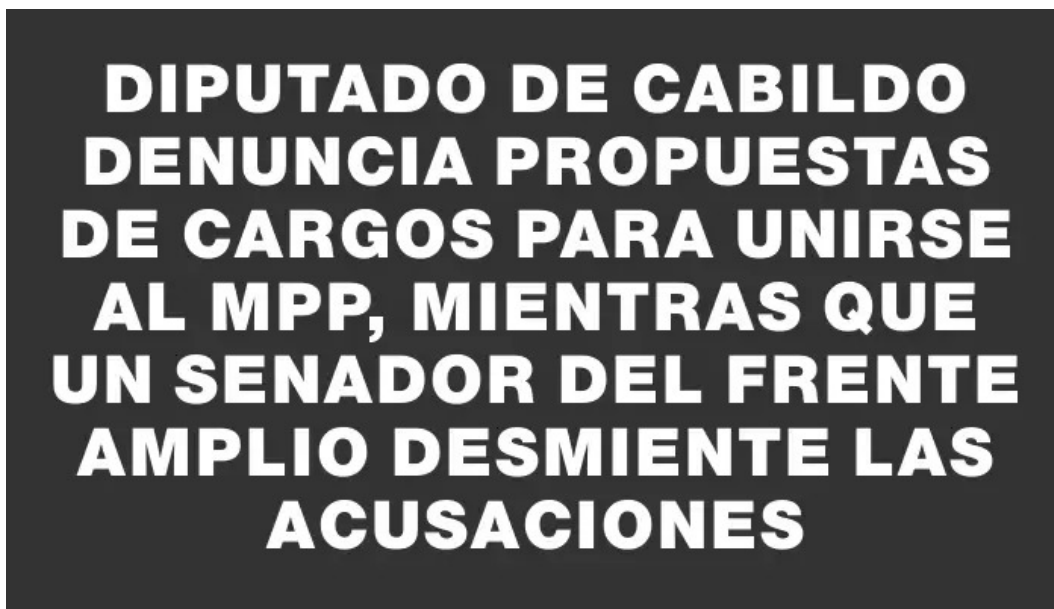 DIPUTADO DE CABILDO
DENUNCIA PROPUESTAS
DE CARGOS PARA UNIRSE
AL MPP, MIENTRAS QUE
UN SENADOR DEL FRENTE
AMPLIO DESMIENTE LAS
ACUSACIONES